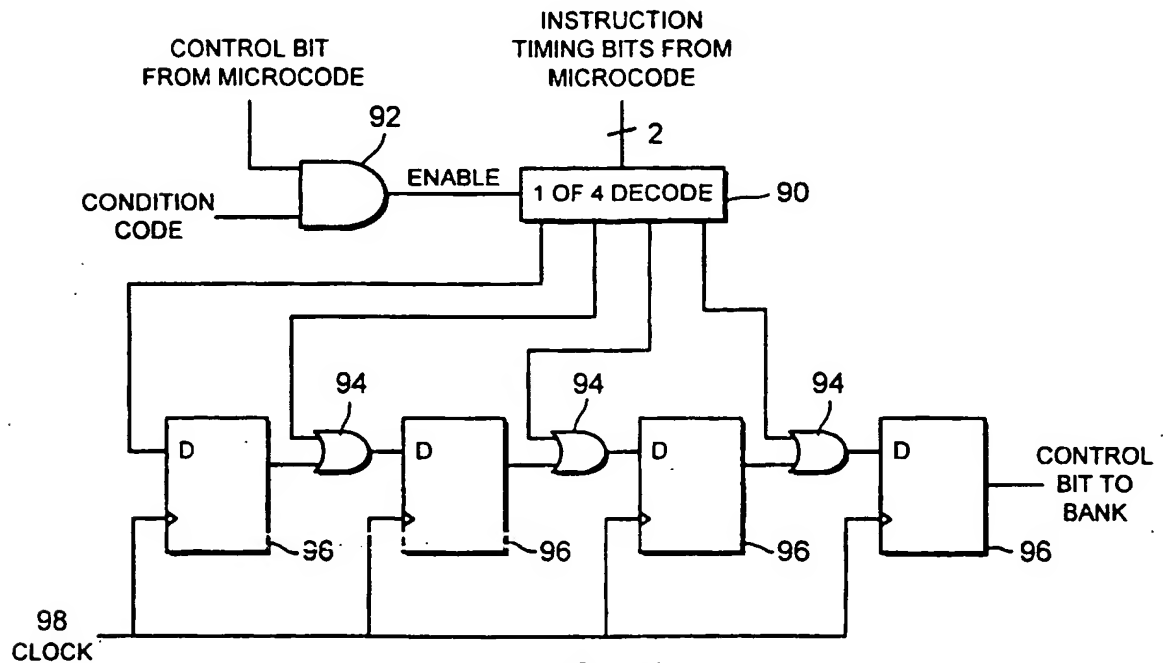 INSTRUCTION
TIMING BITS FROM
MICROCODE
CONTROL BIT
FROM MICROCODE
92
2
ENABLE
1 OF 4 DECODE
90
CONDITION
CODE
94
94
94
D
D
D
D
CONTROL
BIT TO
BANK
96
96
96
96
98
CLOCK